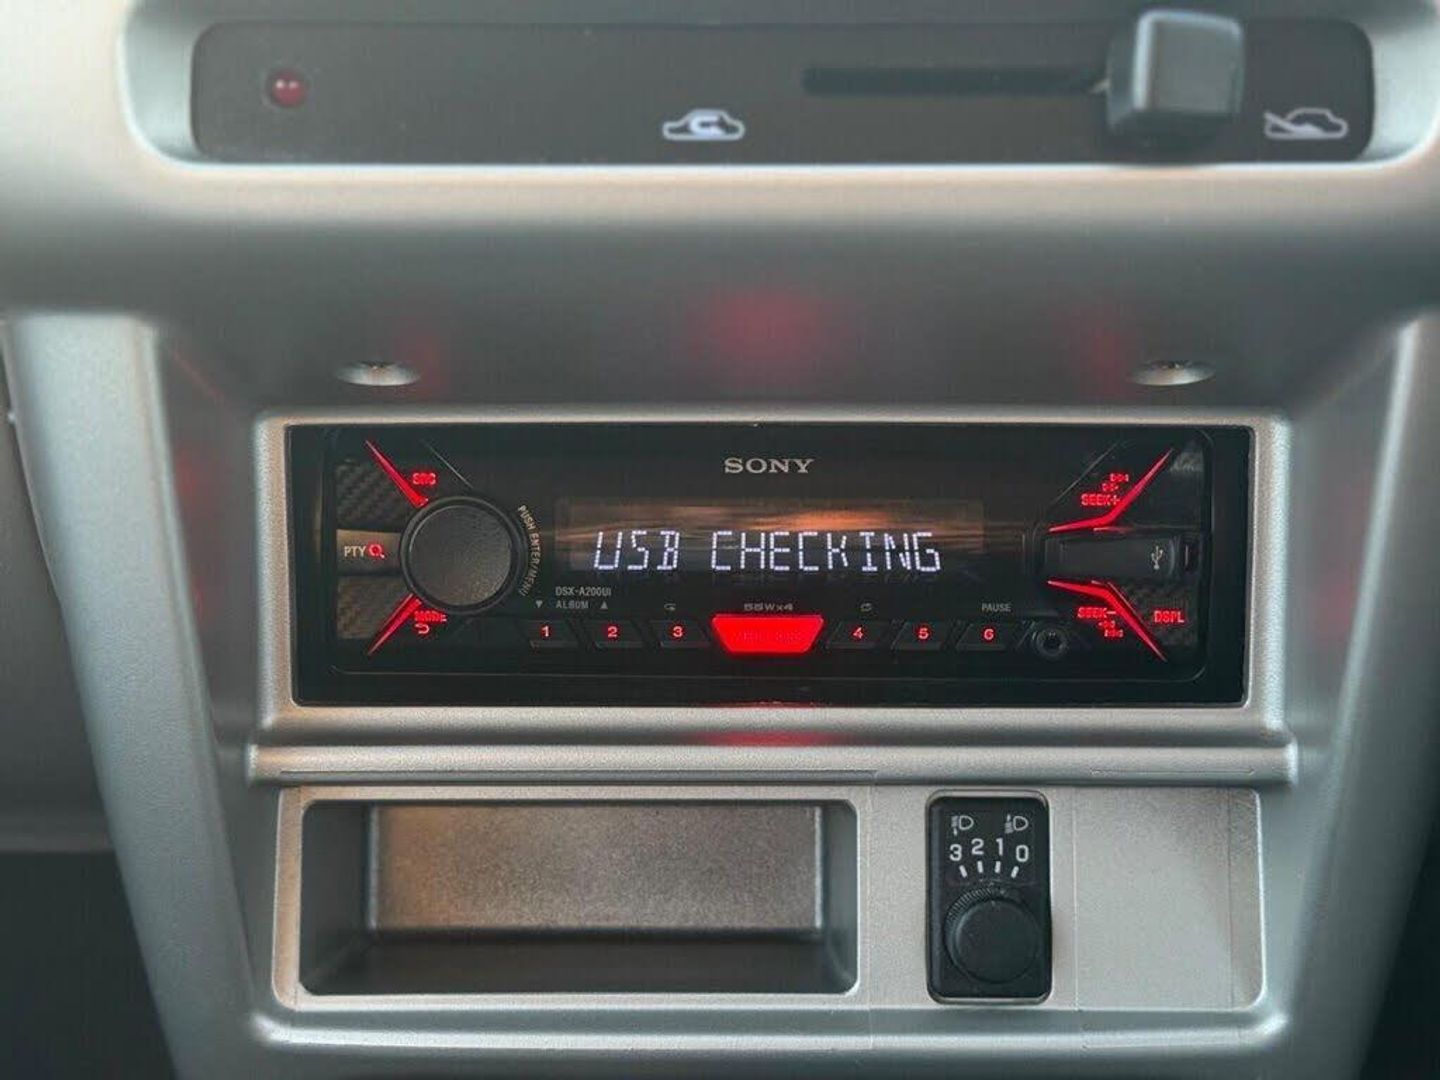 SONY
SRC
SEEK+
PUSH ENTER/MENU
PTY
USB CHECKING
DSX-A200UI
ALBUM
55Wx4
PAUSE
MODE
SEEK-
DSPL
1 2 3 4 5 6
3 2 1 0